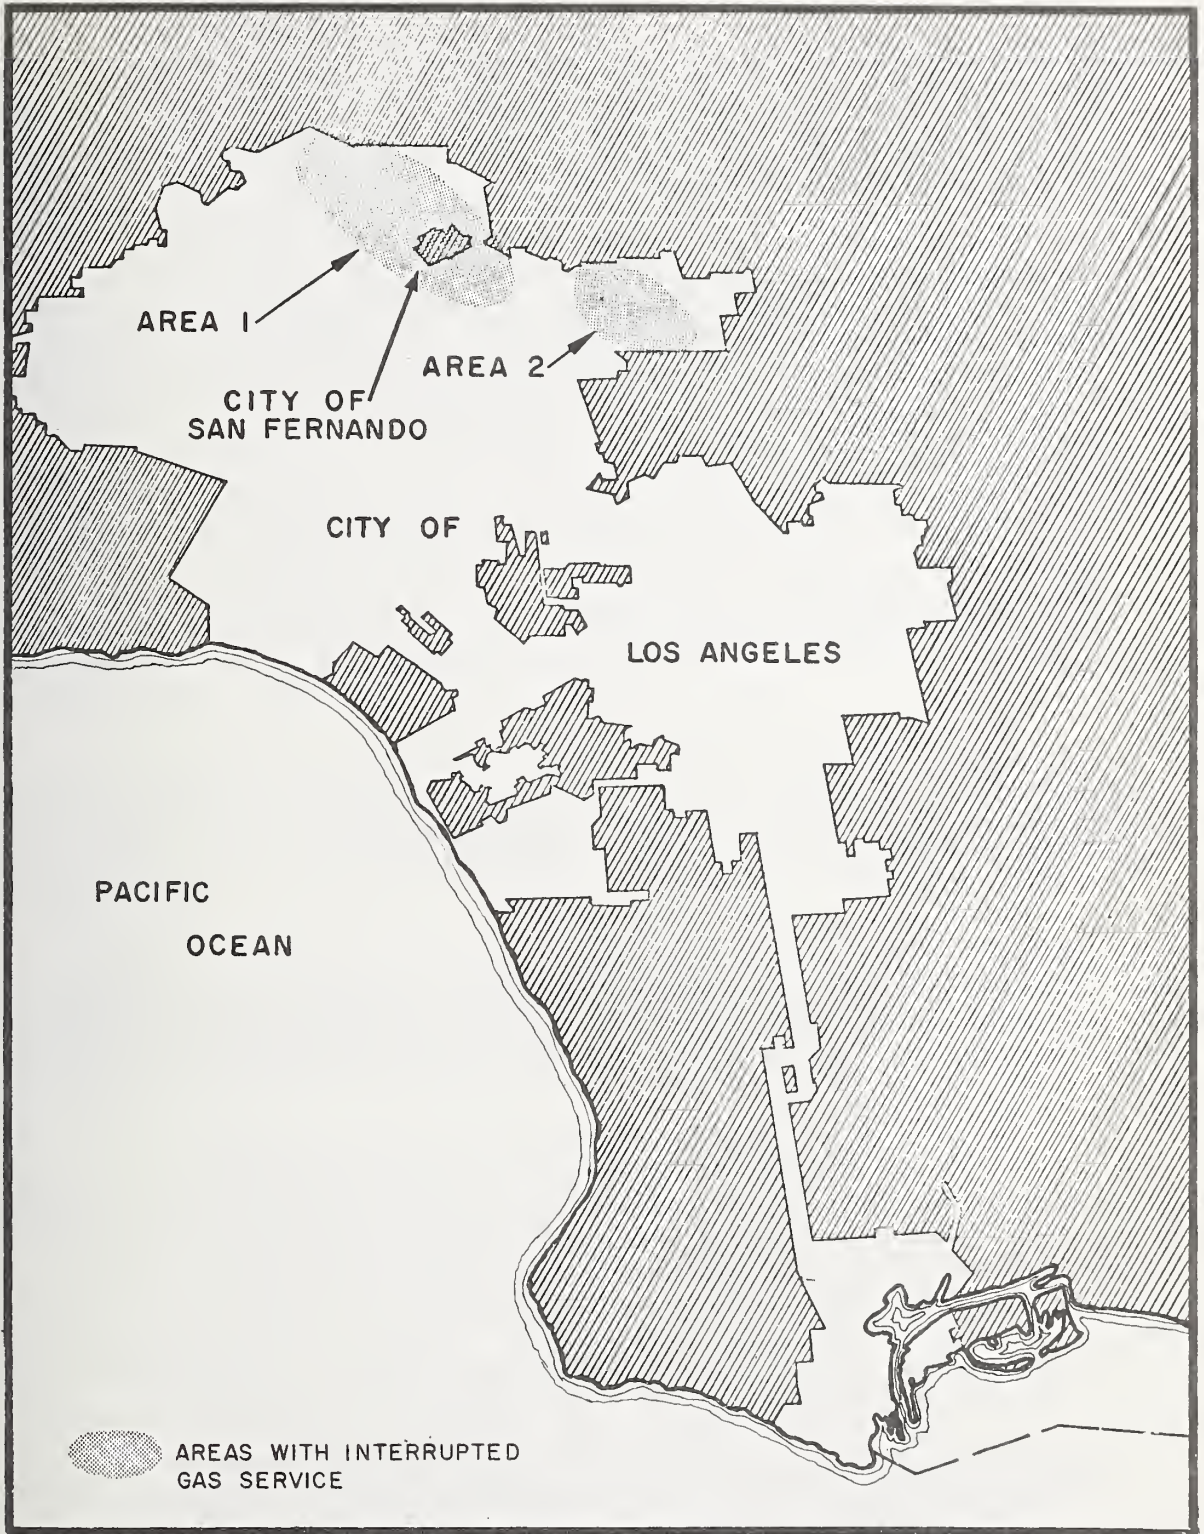 AREA 1
AREA 2
CITY OF
SAN FERNANDO
CITY OF
LOS ANGELES
PACIFIC
OCEAN
AREAS WITH INTERRUPTED
GAS SERVICE